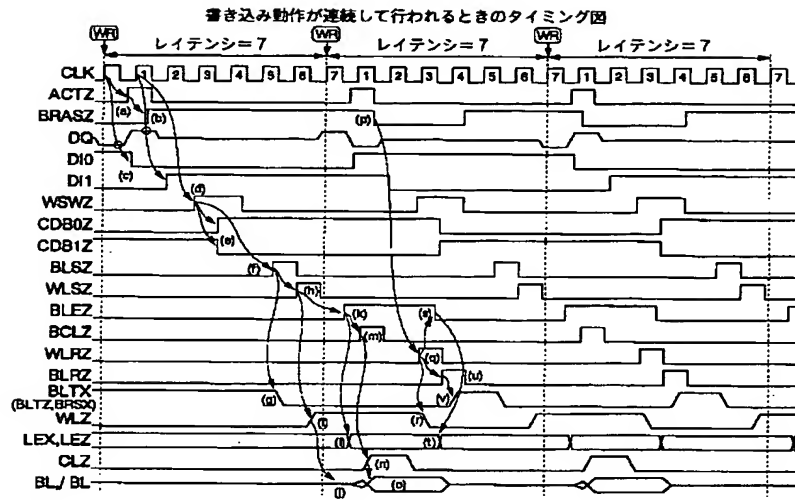 書き込み動作が連続して行われるときのタイミング図
WR WR WR
レイテンシ=7 レイテンシ=7 レイテンシ=7
CLK 1 2 3 4 5 6 7 1 2 3 4 5 6 7 1 2 3 4 5 6 7
ACTZ (a)
BRASZ (b) (p)
DQ
DI0 (c)
DI1
WSWZ (d)
CDB0Z (e)
CDB1Z
BLSZ (f)
WLSZ (h)
BLEZ (k) (s)
BCLZ (m)
WLRZ (q)
BLRZ (u)
BLTX (g) (v)
(BLTZ,BRSX)
WLZ (i) (r)
LEX,LEZ (l) (t)
CLZ (n)
BL,/BL (j) (o)